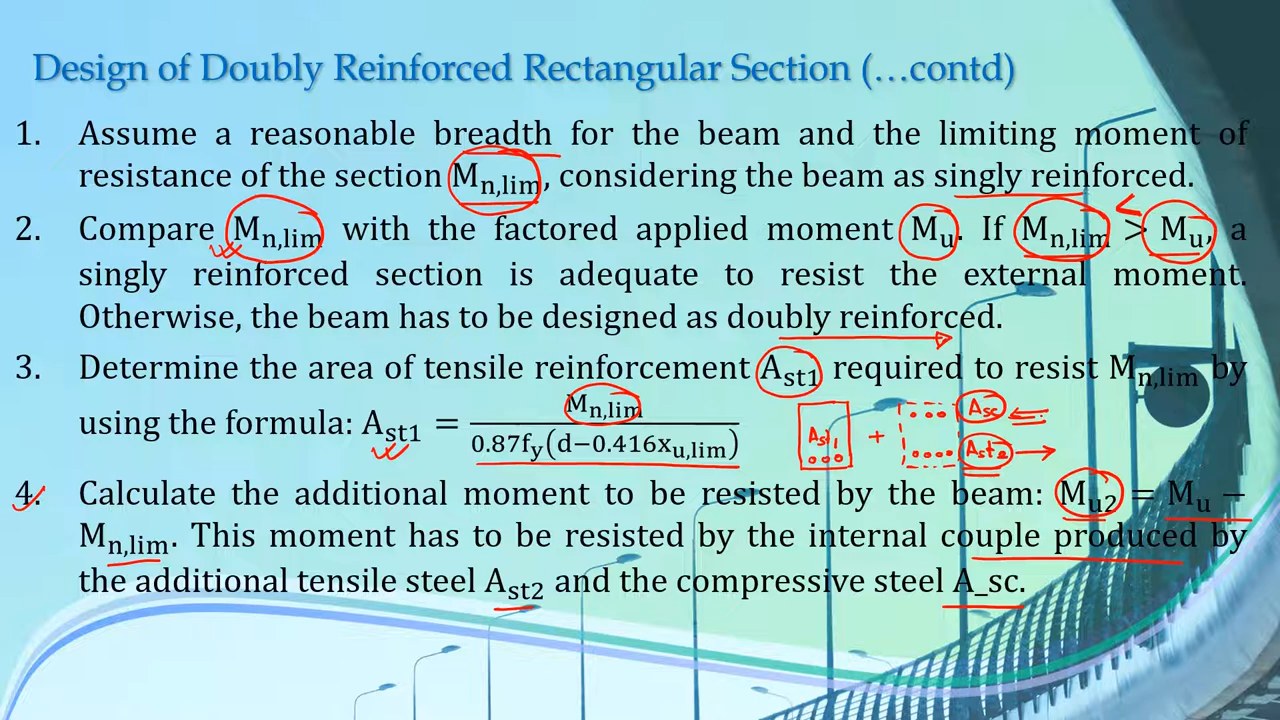 Design of Doubly Reinforced Rectangular Section (…contd)
1. Assume a reasonable breadth for the beam and the limiting moment of
resistance of the section Mn,lim, considering the beam as singly reinforced.
<
2. Compare Mn,lim with the factored applied moment Mu. If Mn,lim > Mu, a
singly reinforced section is adequate to resist the external moment.
Otherwise, the beam has to be designed as doubly reinforced.
3. Determine the area of tensile reinforcement Ast1 required to resist Mn,lim by
using the formula: Ast1 = Mn,lim / 0.87fy(d−0.416xu,lim)
Ast1 + Asc
Ast2
4. Calculate the additional moment to be resisted by the beam: Mu2 = Mu −
Mn,lim. This moment has to be resisted by the internal couple produced by
the additional tensile steel Ast2 and the compressive steel A_sc.